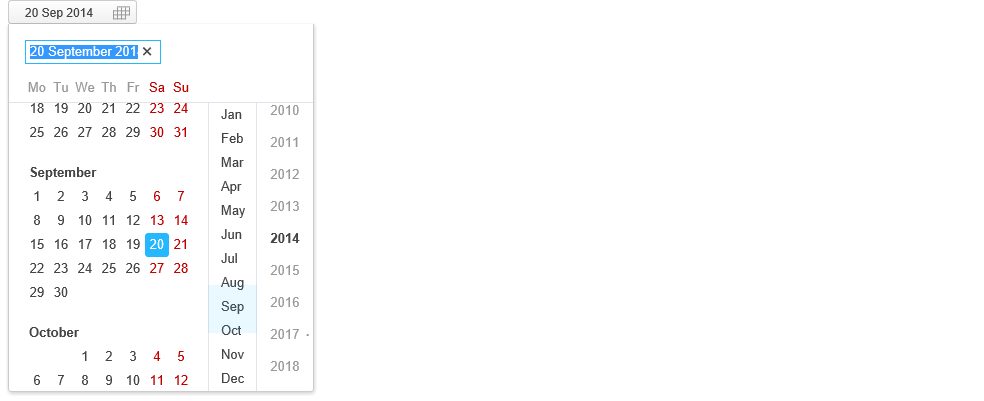 20 Sep 2014
20 September 201
Mo Tu We Th Fr Sa Su
18 19 20 21 22 23 24
25 26 27 28 29 30 31
September
1 2 3 4 5 6 7
8 9 10 11 12 13 14
15 16 17 18 19 20 21
22 23 24 25 26 27 28
29 30
October
1 2 3 4 5
6 7 8 9 10 11 12
Jan
Feb
Mar
Apr
May
Jun
Jul
Aug
Sep
Oct
Nov
Dec
2010
2011
2012
2013
2014
2015
2016
2017
2018